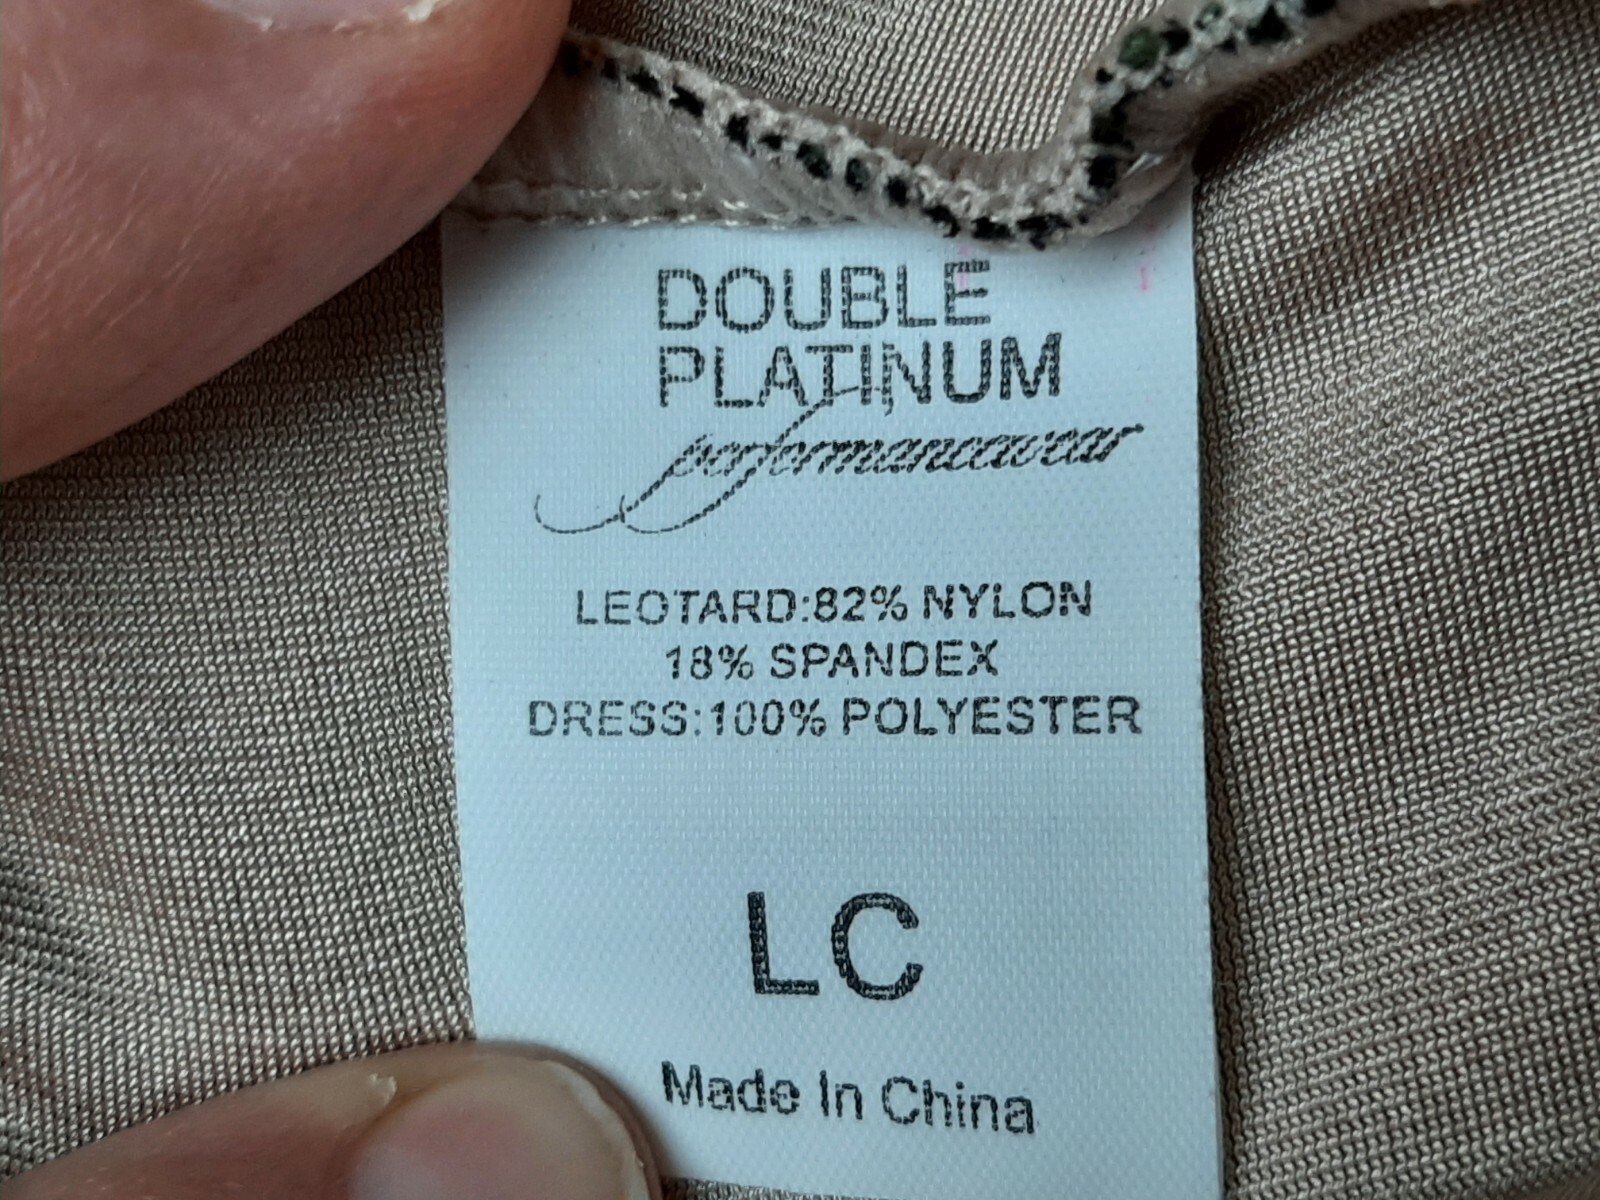 DOUBLE
PLATINUM
performancewear
LEOTARD:82% NYLON
18% SPANDEX
DRESS:100% POLYESTER
LC
Made In China